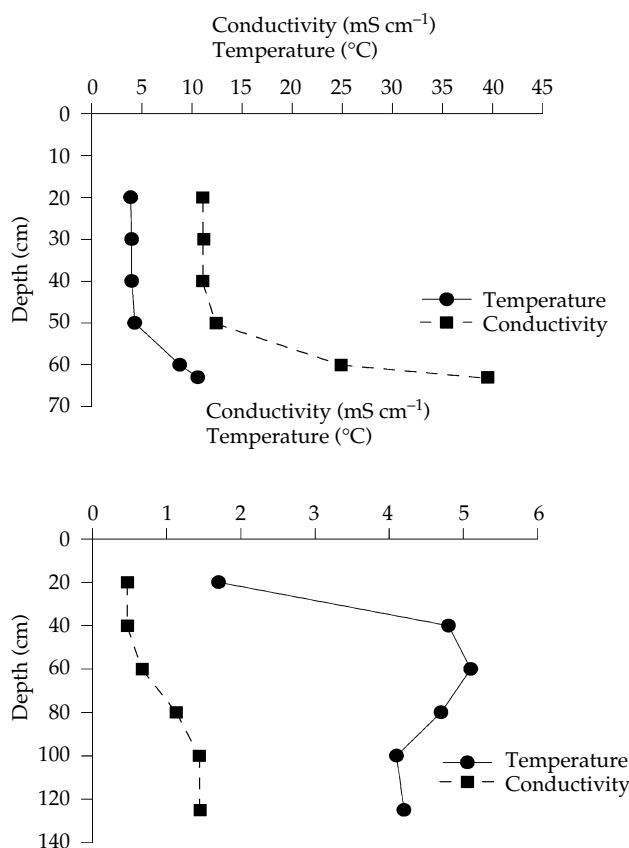 Conductivity (mS cm⁻¹)
Temperature (°C)
0 5 10 15 20 25 30 35 40 45
0
10
20
30
40
50
60
70
Depth (cm)
Temperature
Conductivity
Conductivity (mS cm⁻¹)
Temperature (°C)
0 1 2 3 4 5 6
0
20
40
60
80
100
120
140
Depth (cm)
Temperature
Conductivity